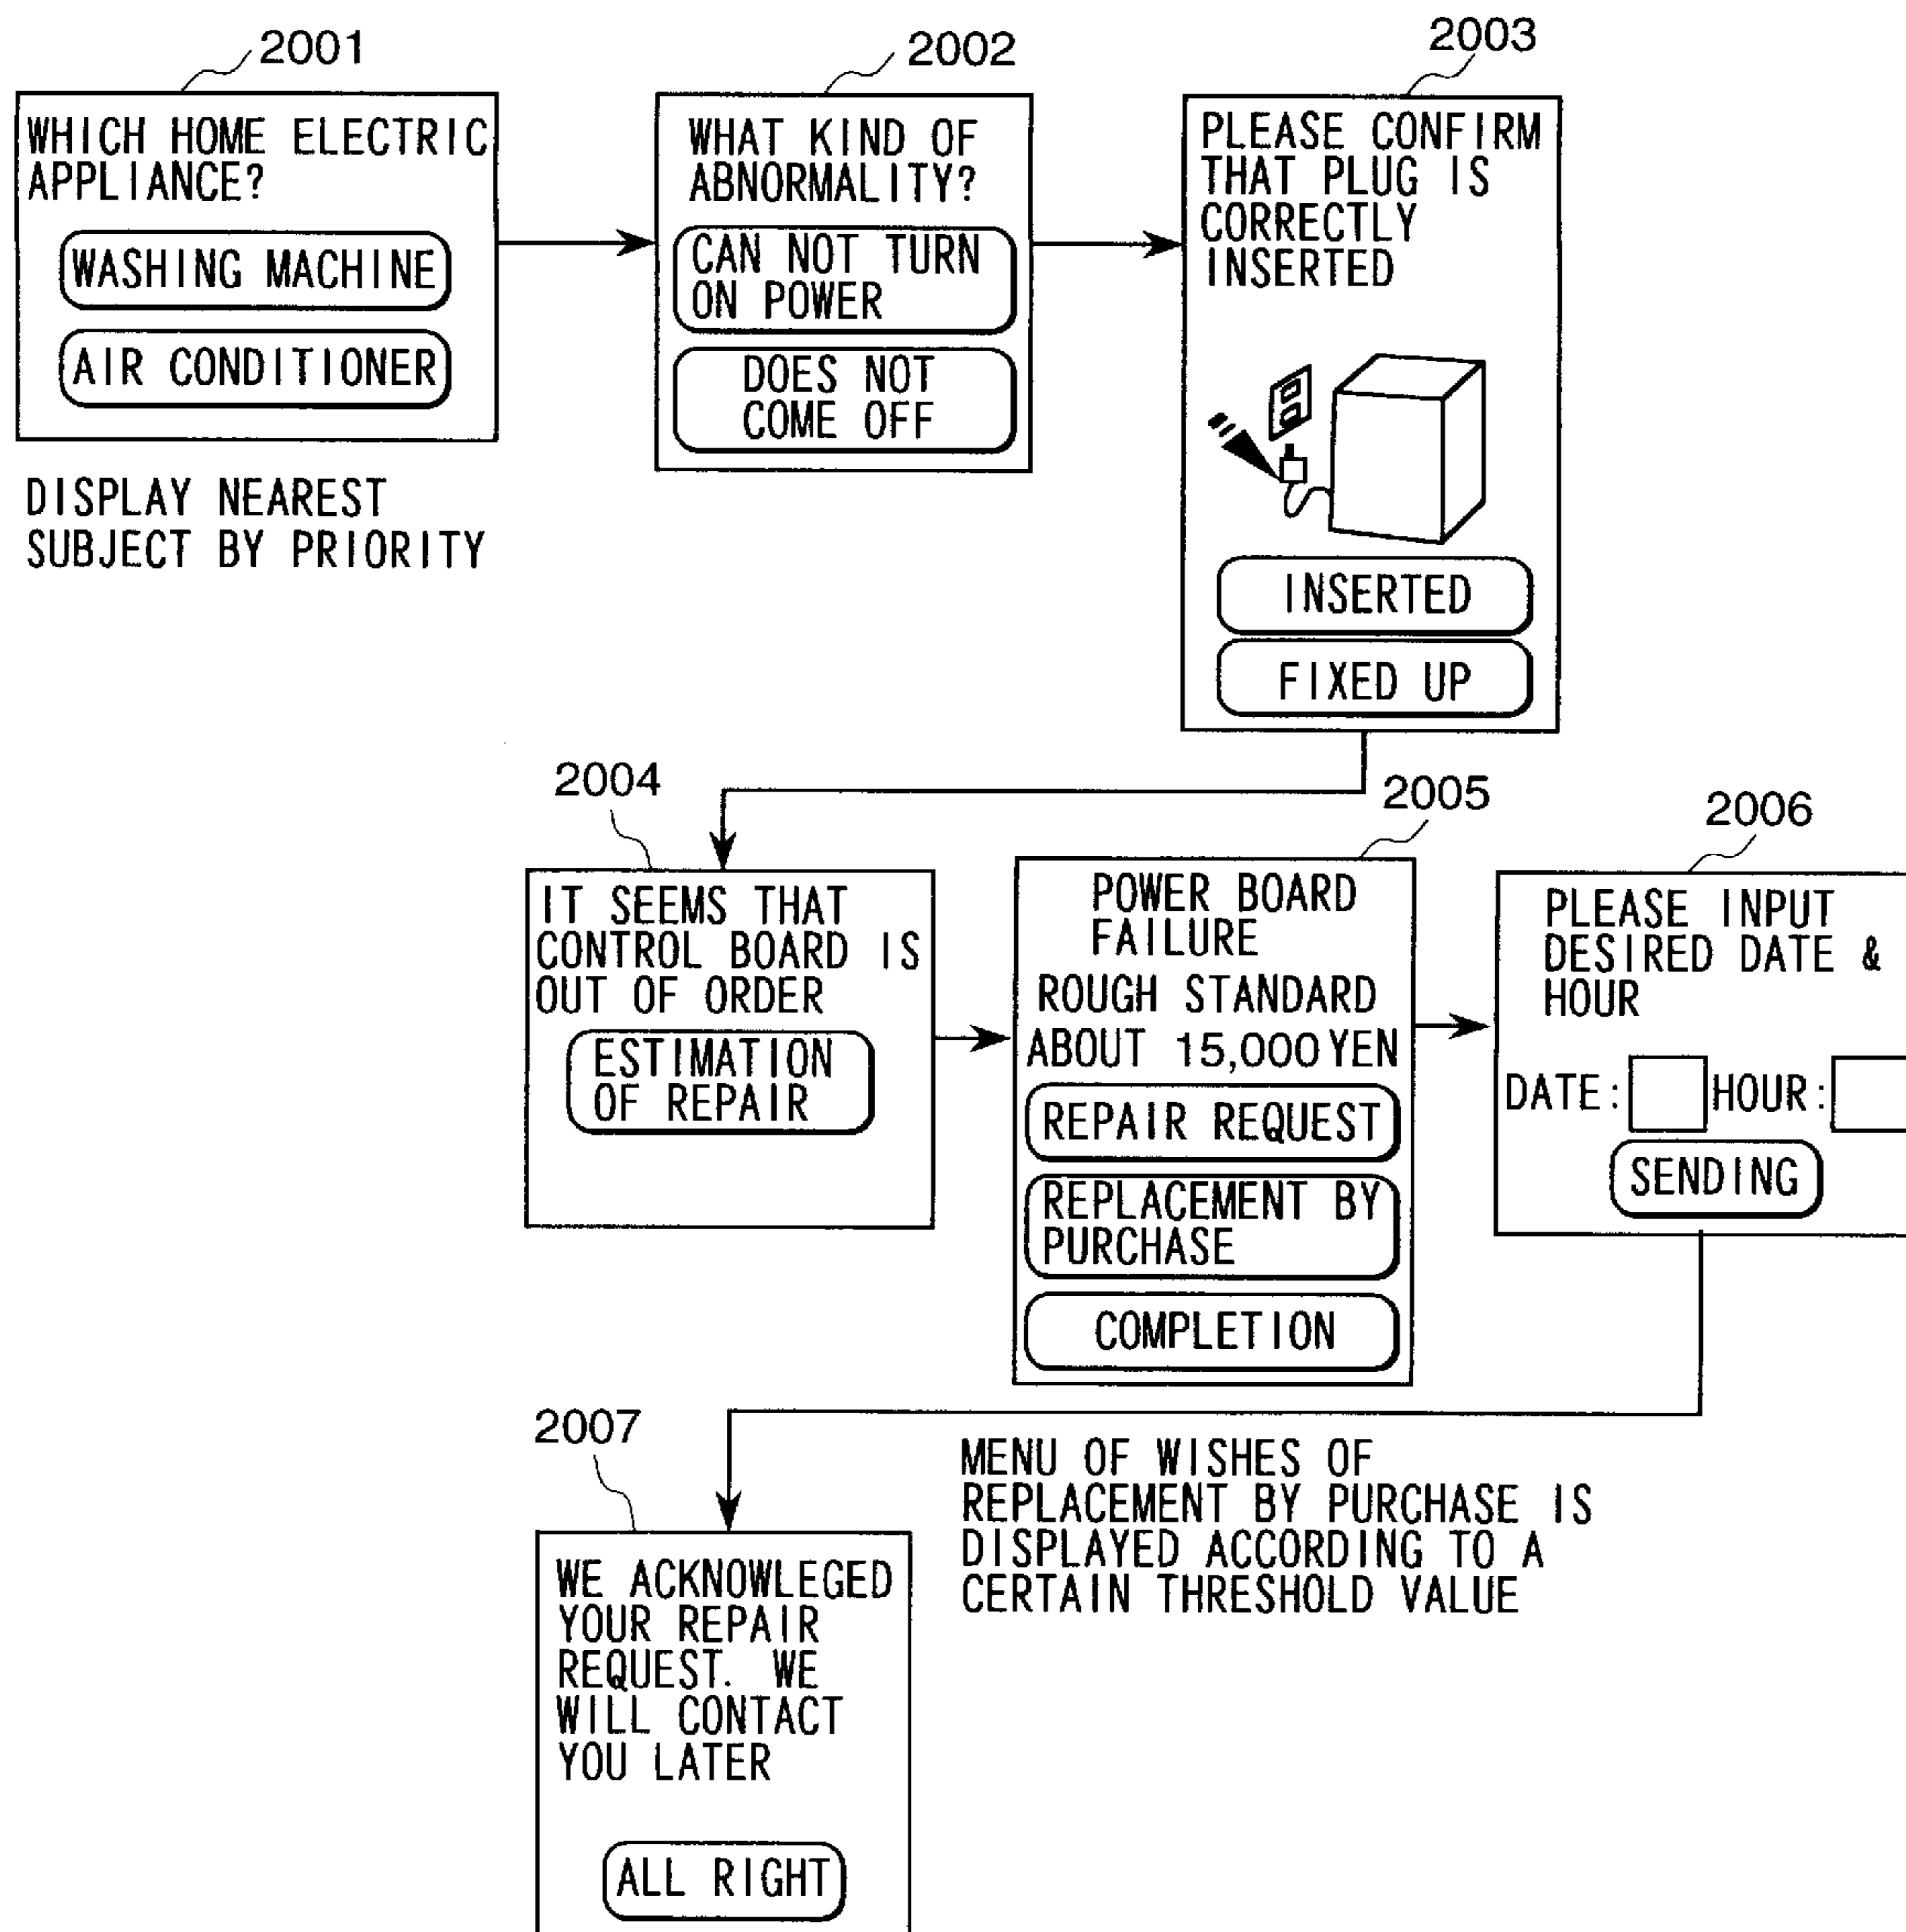 2001
WHICH HOME ELECTRIC
APPLIANCE?
WASHING MACHINE
AIR CONDITIONER
DISPLAY NEAREST
SUBJECT BY PRIORITY
2002
WHAT KIND OF
ABNORMALITY?
CAN NOT TURN
ON POWER
DOES NOT
COME OFF
2003
PLEASE CONFIRM
THAT PLUG IS
CORRECTLY
INSERTED
INSERTED
FIXED UP
2004
IT SEEMS THAT
CONTROL BOARD IS
OUT OF ORDER
ESTIMATION
OF REPAIR
2005
POWER BOARD
FAILURE
ROUGH STANDARD
ABOUT 15,000 YEN
REPAIR REQUEST
REPLACEMENT BY
PURCHASE
COMPLETION
2006
PLEASE INPUT
DESIRED DATE &
HOUR
DATE: HOUR:
SENDING
MENU OF WISHES OF
REPLACEMENT BY PURCHASE IS
DISPLAYED ACCORDING TO A
CERTAIN THRESHOLD VALUE
2007
WE ACKNOWLEGED
YOUR REPAIR
REQUEST. WE
WILL CONTACT
YOU LATER
ALL RIGHT